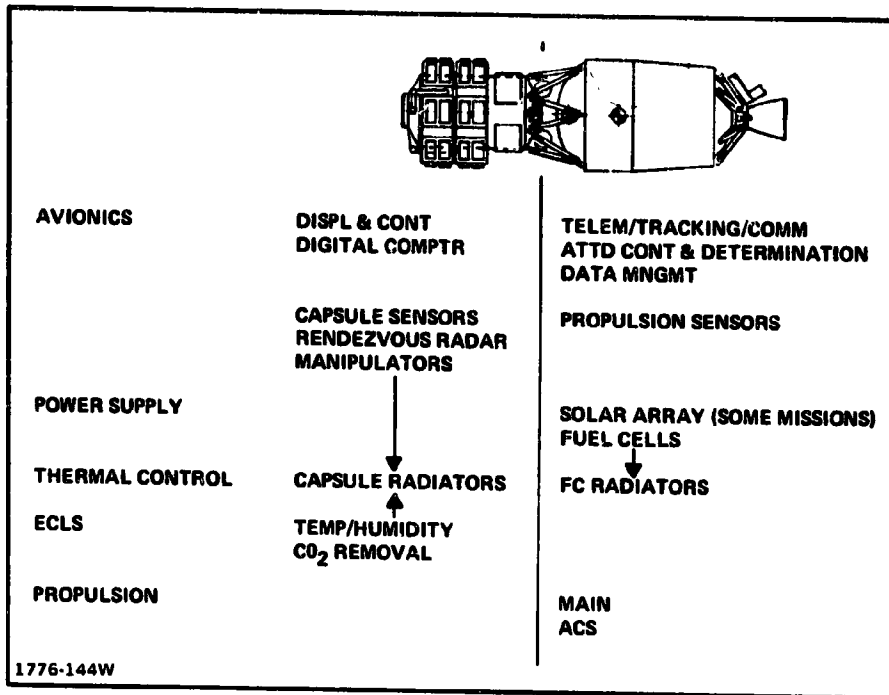 AVIONICS
DISPL & CONT
DIGITAL COMPTR
TELEM/TRACKING/COMM
ATTD CONT & DETERMINATION
DATA MNGMT
CAPSULE SENSORS
RENDEZVOUS RADAR
MANIPULATORS
PROPULSION SENSORS
POWER SUPPLY
SOLAR ARRAY (SOME MISSIONS)
FUEL CELLS
THERMAL CONTROL
CAPSULE RADIATORS
FC RADIATORS
ECLS
TEMP/HUMIDITY
CO2 REMOVAL
PROPULSION
MAIN
ACS
1776-144W